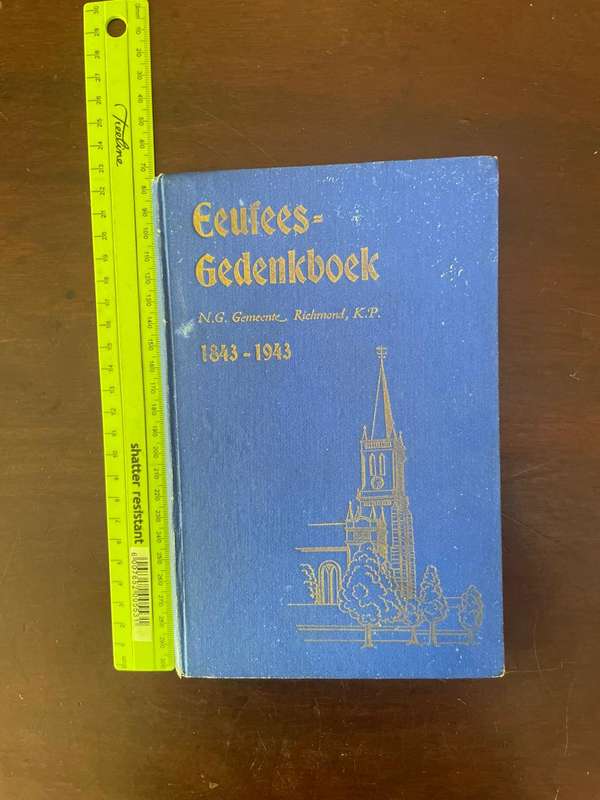 Eeufees-
Gedenkboek
N.G. Gemeente Richmond, K.P.
1843-1943
Treeline
shatter resistant